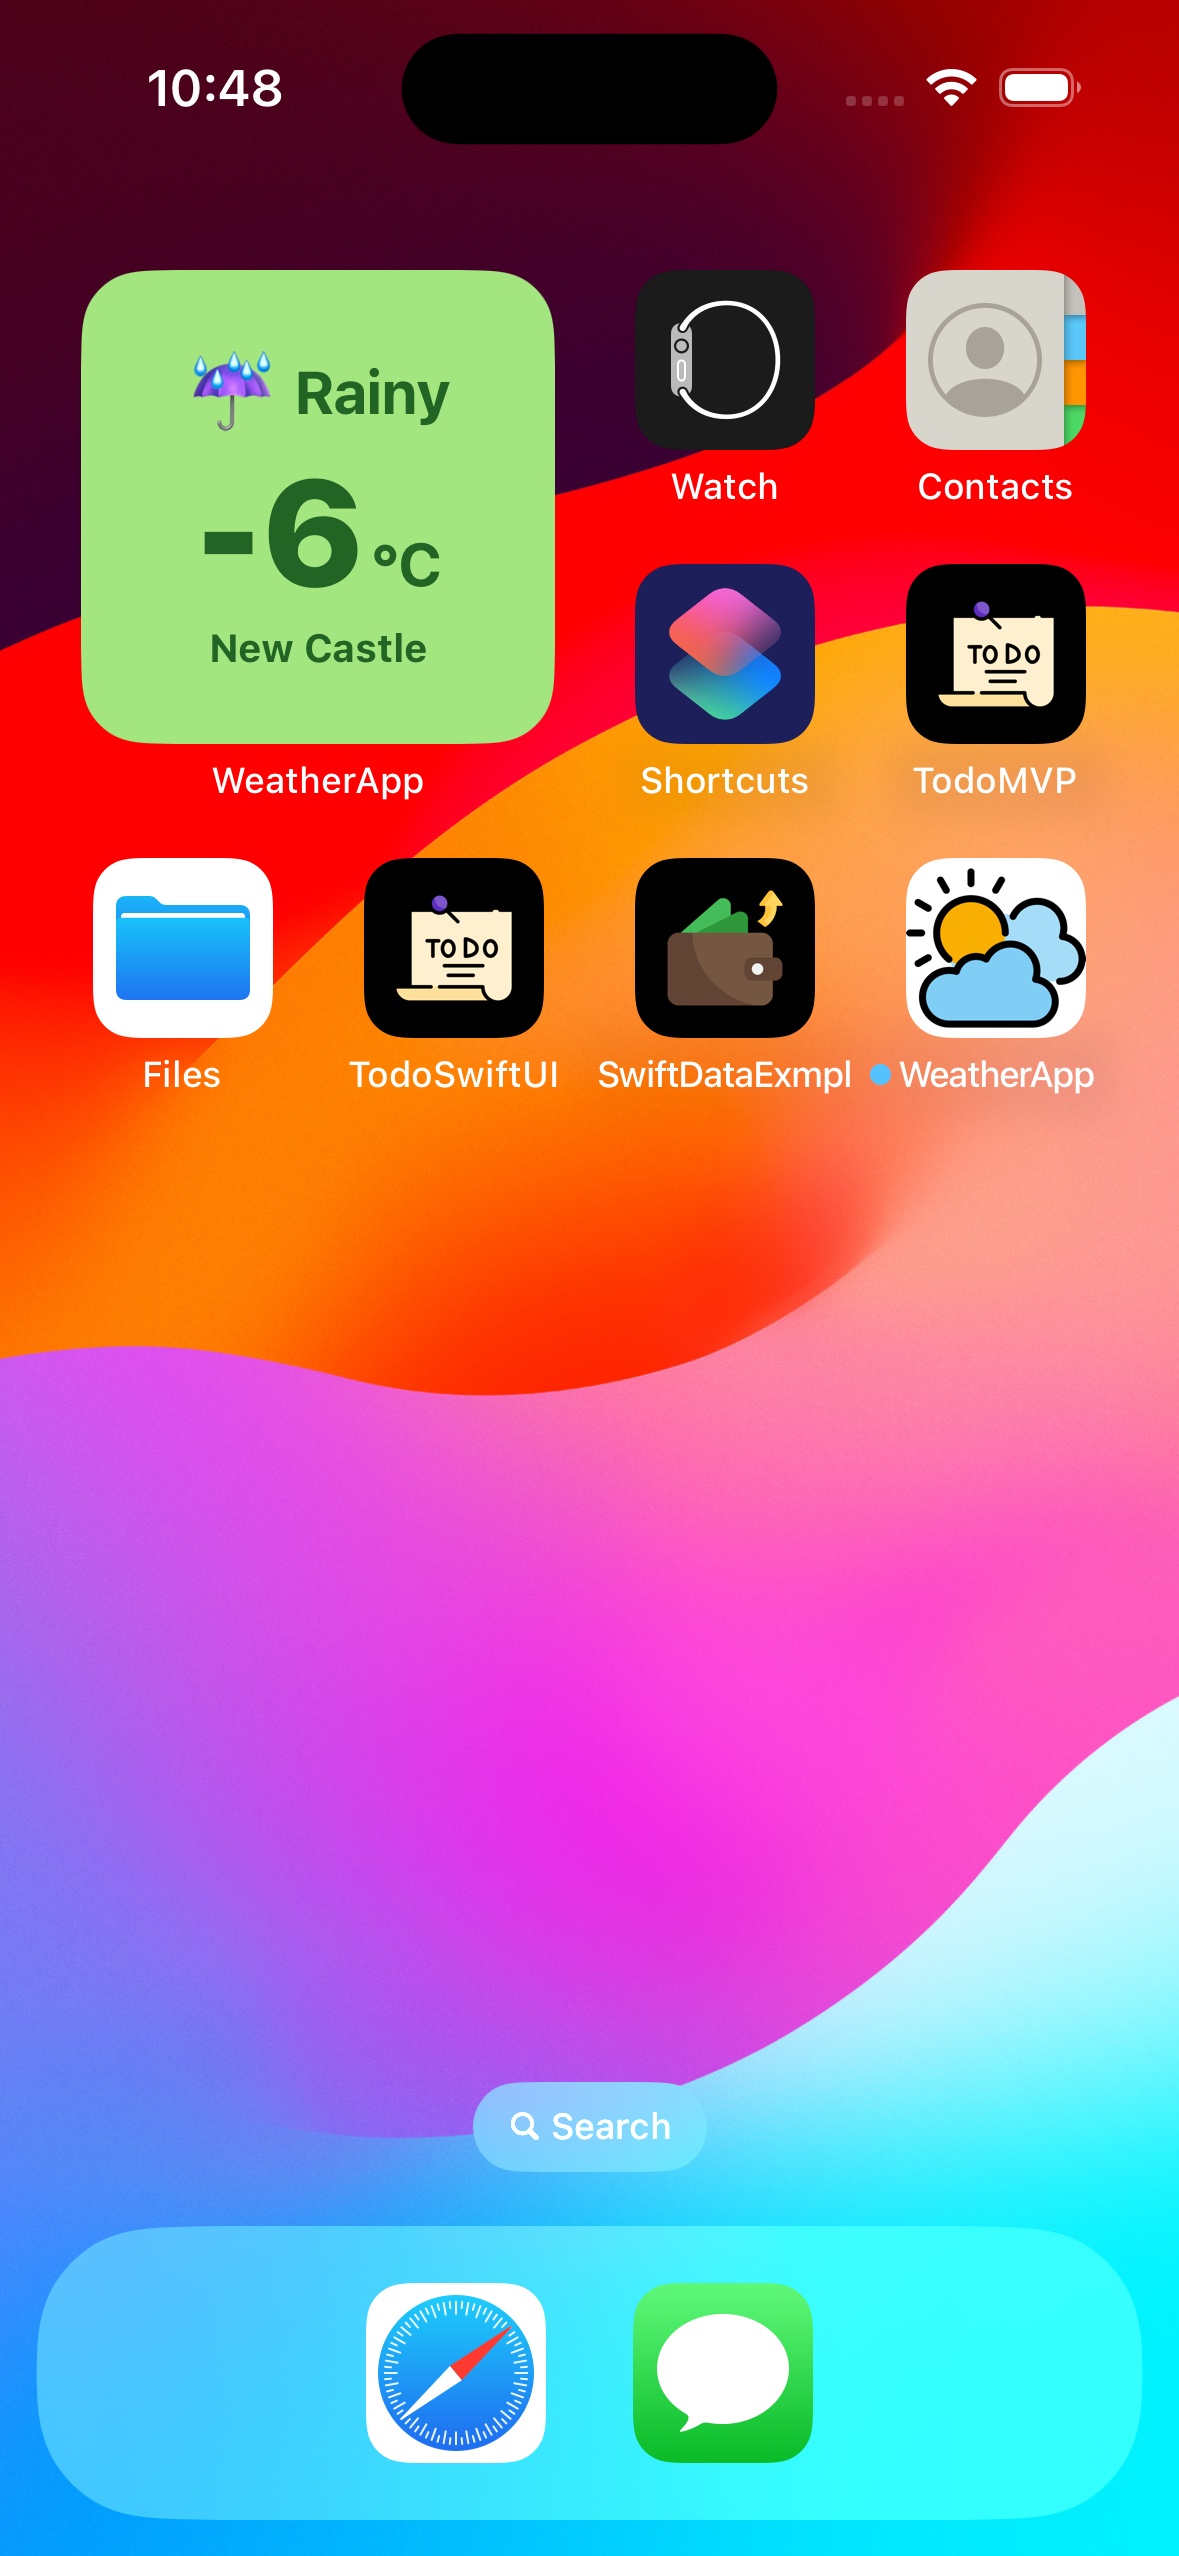 10:48
☔ Rainy
-6 °C
New Castle
WeatherApp
Watch
Contacts
Shortcuts
TO DO
TodoMVP
Files
TO DO
TodoSwiftUI
SwiftDataExmpl
WeatherApp
Search